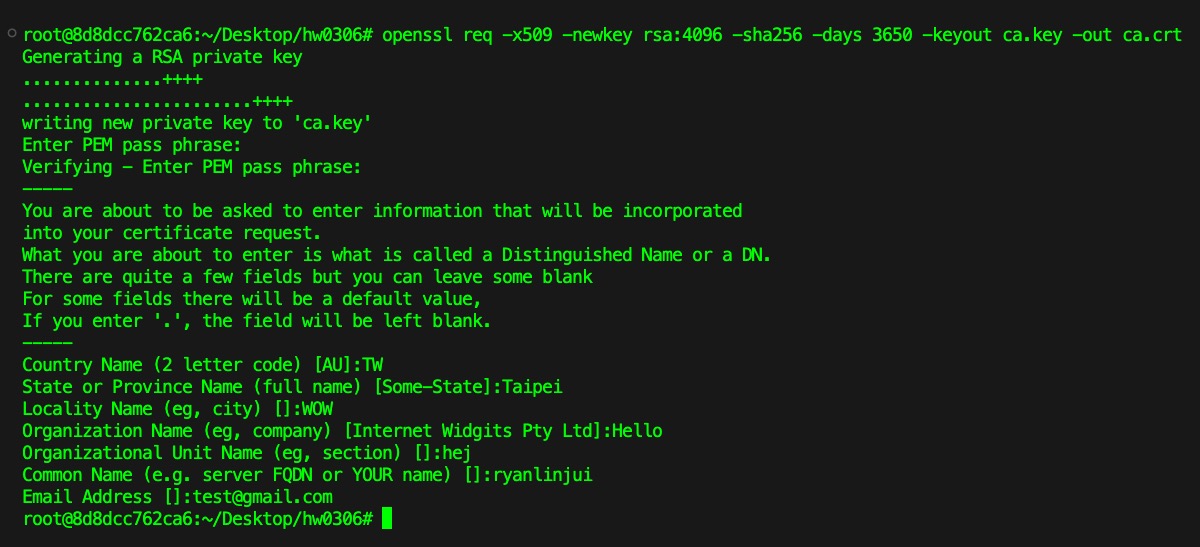 root@8d8dcc762ca6:~/Desktop/hw0306# openssl req -x509 -newkey rsa:4096 -sha256 -days 3650 -keyout ca.key -out ca.crt
Generating a RSA private key
..............++++
.......................++++
writing new private key to 'ca.key'
Enter PEM pass phrase:
Verifying - Enter PEM pass phrase:
-----
You are about to be asked to enter information that will be incorporated
into your certificate request.
What you are about to enter is what is called a Distinguished Name or a DN.
There are quite a few fields but you can leave some blank
For some fields there will be a default value,
If you enter '.', the field will be left blank.
-----
Country Name (2 letter code) [AU]:TW
State or Province Name (full name) [Some-State]:Taipei
Locality Name (eg, city) []:WOW
Organization Name (eg, company) [Internet Widgits Pty Ltd]:Hello
Organizational Unit Name (eg, section) []:hej
Common Name (e.g. server FQDN or YOUR name) []:ryanlinjui
Email Address []:test@gmail.com
root@8d8dcc762ca6:~/Desktop/hw0306#